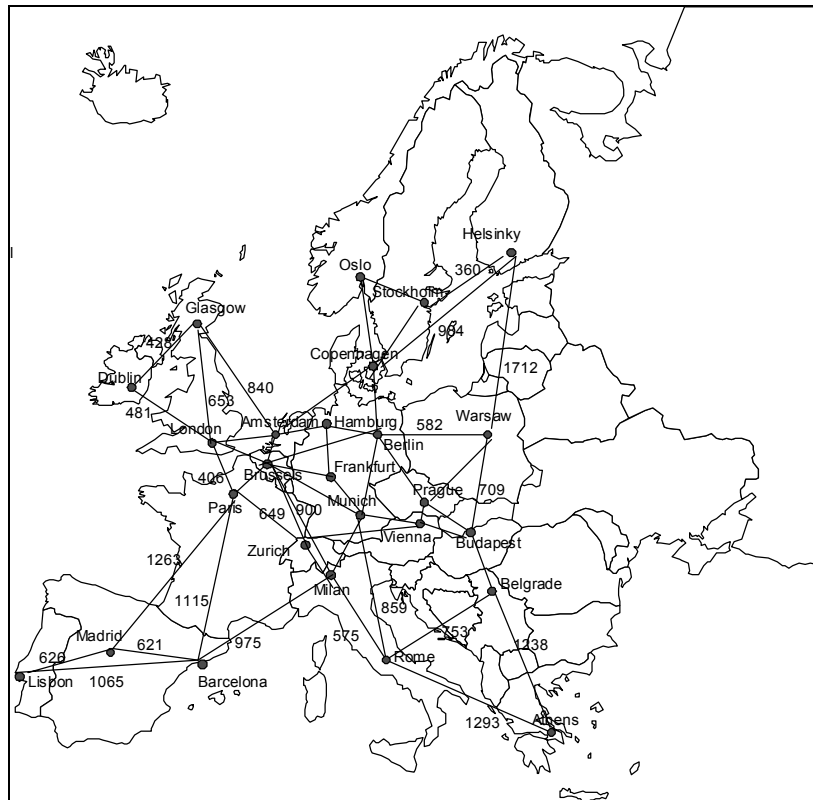 Helsinky
Oslo
360
Stockholm
Glasgow
984
428
Copenhagen
1712
Dublin
840
653
481
Amsterdam
Hamburg
582
Warsaw
London
Berlin
Brussels
Frankfurt
406
Prague
Paris
900
Munich
709
649
Vienna
Budapest
Zurich
1263
Milan
Belgrade
1115
859
Madrid
621
975
575
753
1238
626
Rome
Lisbon
1065
Barcelona
1293
Athens